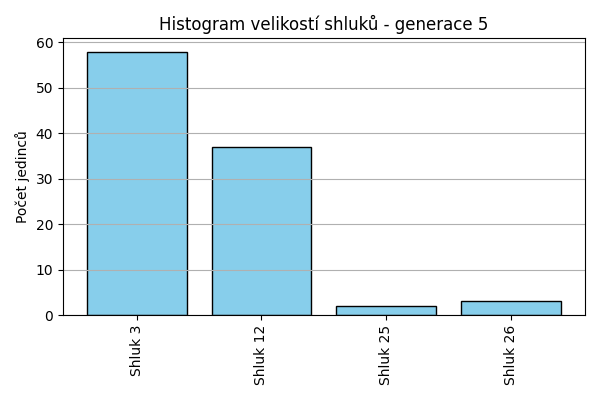 Histogram velikostí shluků - generace 5
Počet jedinců
60
50
40
30
20
10
0
Shluk 3
Shluk 12
Shluk 25
Shluk 26